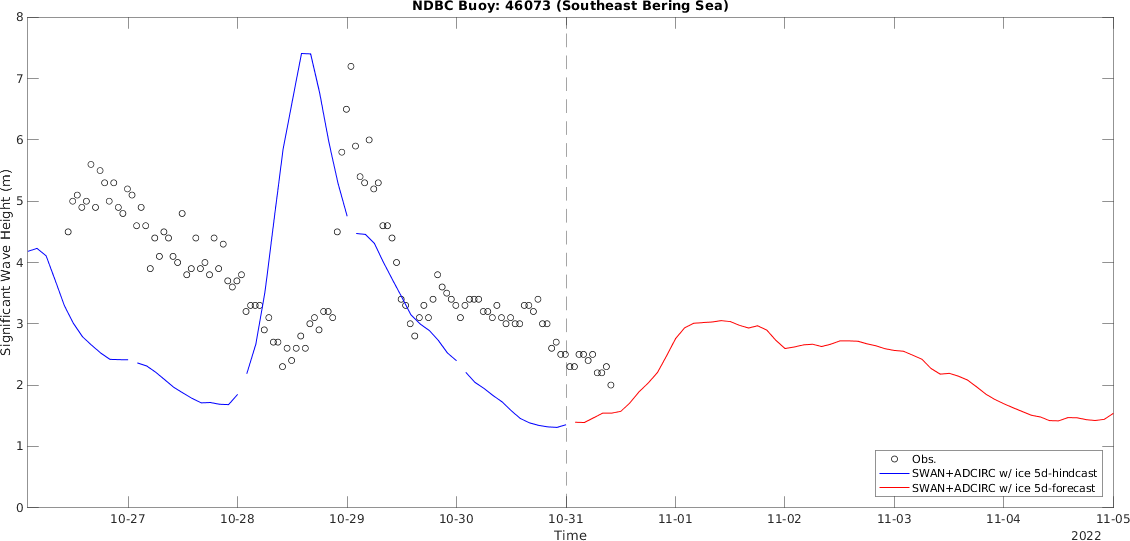 NDBC Buoy: 46073 (Southeast Bering Sea)
8
7
6
5
4
3
2
1
0
Significant Wave Height (m)
Obs.
SWAN+ADCIRC w/ ice 5d-hindcast
SWAN+ADCIRC w/ ice 5d-forecast
10-27 10-28 10-29 10-30 10-31 11-01 11-02 11-03 11-04 11-05
Time
2022